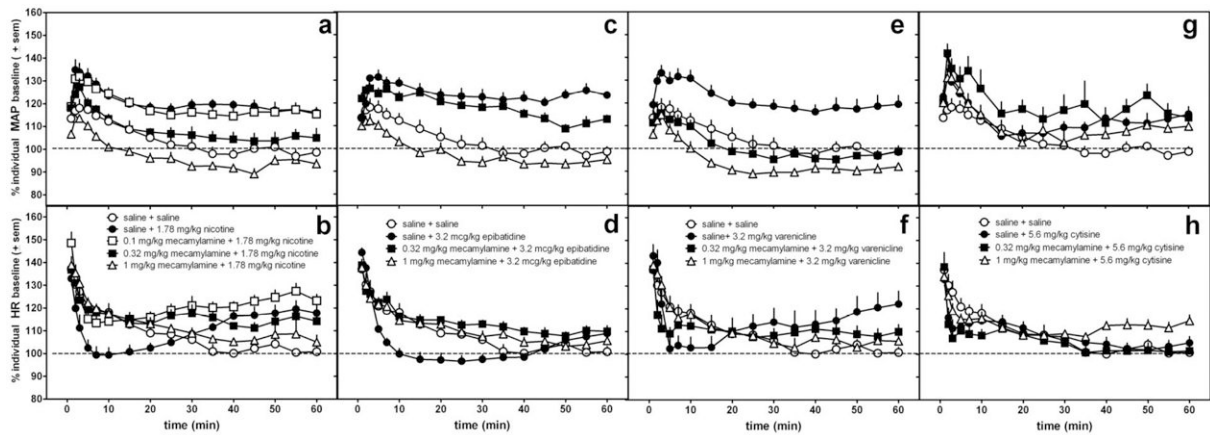 a
c
e
g
% individual MAP baseline (+ sem)
160
150
140
130
120
110
100
90
80
b
d
f
h
% individual HR baseline (+ sem)
160
150
140
130
120
110
100
90
80
saline + saline
saline + 1.78 mg/kg nicotine
0.1 mg/kg mecamylamine + 1.78 mg/kg nicotine
0.32 mg/kg mecamylamine + 1.78 mg/kg nicotine
1 mg/kg mecamylamine + 1.78 mg/kg nicotine
saline + saline
saline + 3.2 mcg/kg epibatidine
0.32 mg/kg mecamylamine + 3.2 mcg/kg epibatidine
1 mg/kg mecamylamine + 3.2 mcg/kg epibatidine
saline + saline
saline+ 3.2 mg/kg varenicline
0.32 mg/kg mecamylamine + 3.2 mg/kg varenicline
1 mg/kg mecamylamine + 3.2 mg/kg varenicline
saline + saline
saline + 5.6 mg/kg cytisine
0.32 mg/kg mecamylamine + 5.6 mg/kg cytisine
1 mg/kg mecamylamine + 5.6 mg/kg cytisine
0 10 20 30 40 50 60
0 10 20 30 40 50 60
0 10 20 30 40 50 60
0 10 20 30 40 50 60
time (min)
time (min)
time (min)
time (min)